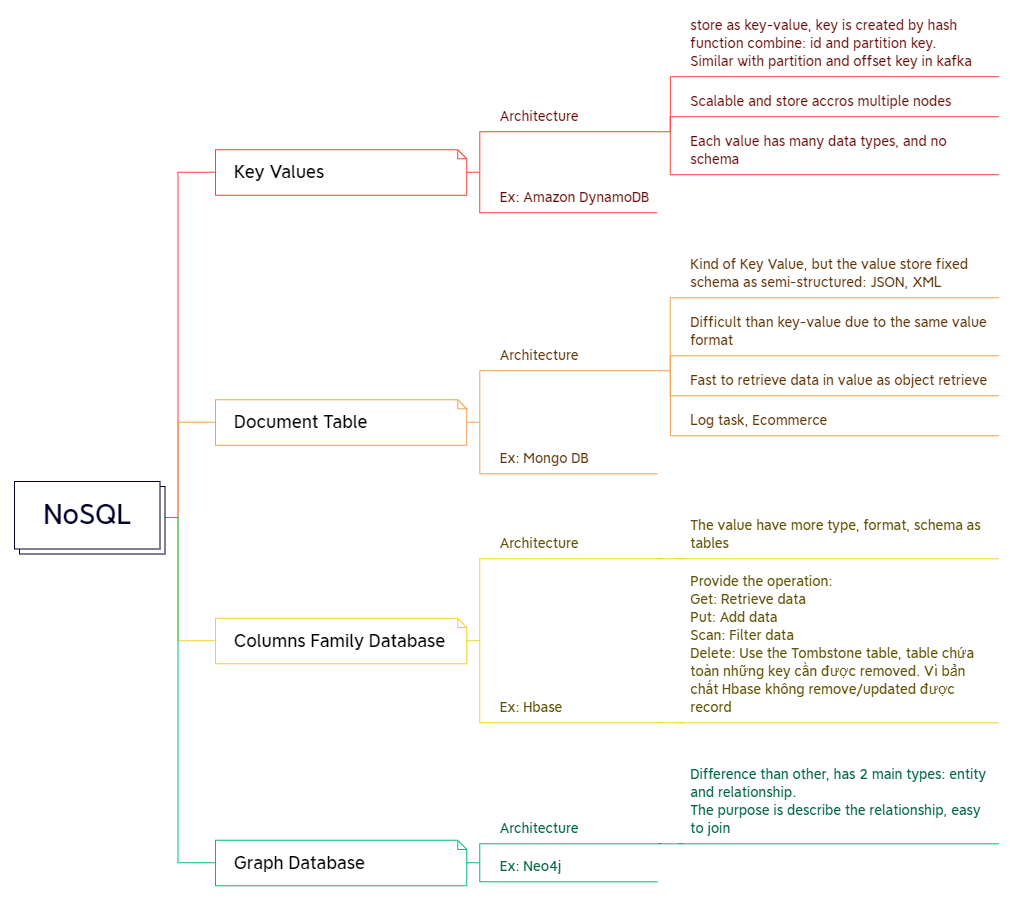 NoSQL
Key Values
Architecture
store as key-value, key is created by hash
function combine: id and partition key.
Similar with partition and offset key in kafka
Scalable and store accros multiple nodes
Each value has many data types, and no
schema
Ex: Amazon DynamoDB
Document Table
Architecture
Kind of Key Value, but the value store fixed
schema as semi-structured: JSON, XML
Difficult than key-value due to the same value
format
Fast to retrieve data in value as object retrieve
Log task, Ecommerce
Ex: Mongo DB
Columns Family Database
Architecture
The value have more type, format, schema as
tables
Ex: Hbase
Provide the operation:
Get: Retrieve data
Put: Add data
Scan: Filter data
Delete: Use the Tombstone table, table chứa
toàn những key cần được removed. Vì bản
chất Hbase không remove/updated được
record
Graph Database
Architecture
Difference than other, has 2 main types: entity
and relationship.
The purpose is describe the relationship, easy
to join
Ex: Neo4j